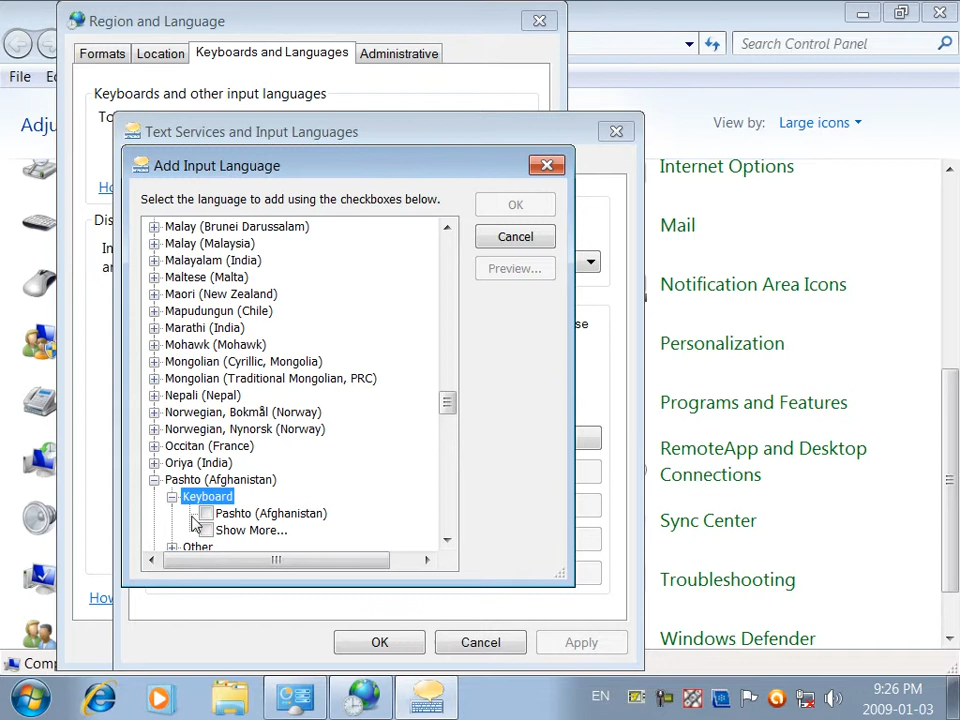 Region and Language
Search Control Panel
Formats
Location
Keyboards and Languages
Administrative
File
Keyboards and other input languages
Adju
View by:
Large icons
Text Services and Input Languages
Add Input Language
Select the language to add using the checkboxes below.
OK
Cancel
Preview...
Malay (Brunei Darussalam)
Malay (Malaysia)
Malayalam (India)
Maltese (Malta)
Maori (New Zealand)
Mapudungun (Chile)
Marathi (India)
Mohawk (Mohawk)
Mongolian (Cyrillic, Mongolia)
Mongolian (Traditional Mongolian, PRC)
Nepali (Nepal)
Norwegian, Bokmål (Norway)
Norwegian, Nynorsk (Norway)
Occitan (France)
Oriya (India)
Pashto (Afghanistan)
Keyboard
Pashto (Afghanistan)
Show More...
Other
Internet Options
Mail
Notification Area Icons
Personalization
Programs and Features
RemoteApp and Desktop
Connections
Sync Center
Troubleshooting
Windows Defender
How
OK
Cancel
Apply
Comp
EN
9:26 PM
2009-01-03